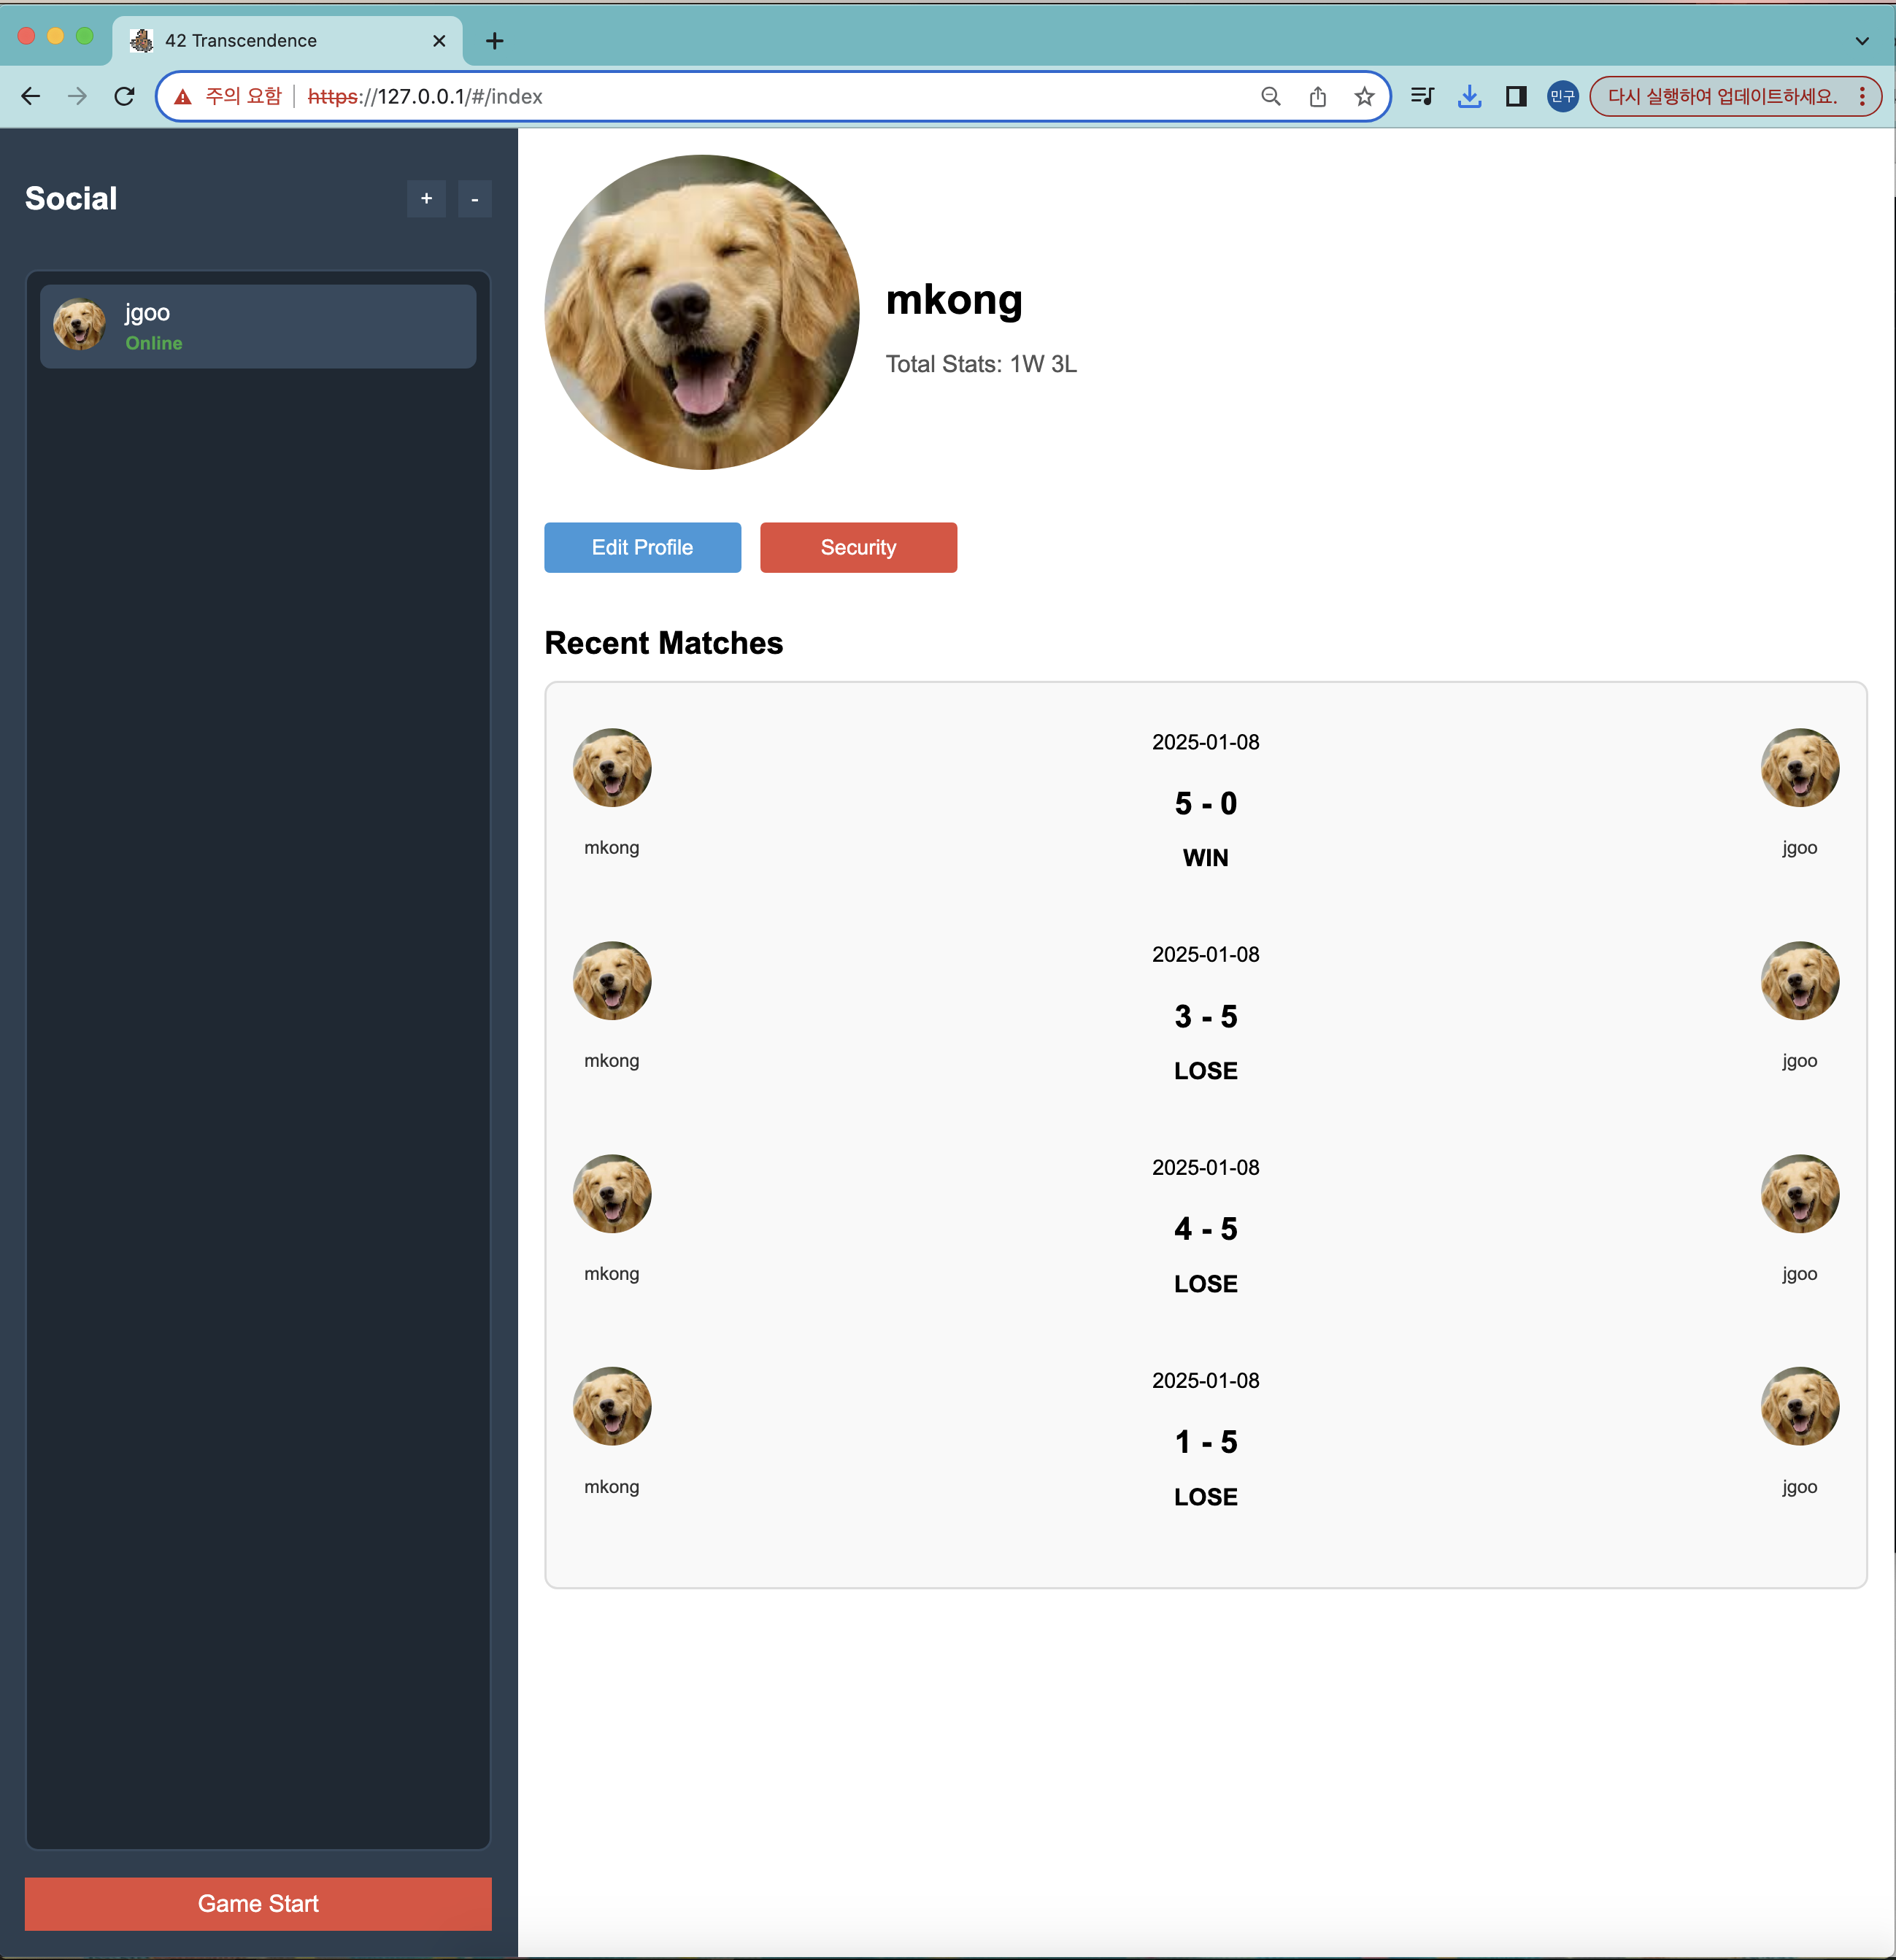 42 Transcendence
주의 요함 https://127.0.0.1/#/index
민구
다시 실행하여 업데이트하세요.
Social
+ -
jgoo
Online
Game Start
mkong
Total Stats: 1W 3L
Edit Profile
Security
Recent Matches
2025-01-08
5 - 0
WIN
mkong
jgoo
2025-01-08
3 - 5
LOSE
mkong
jgoo
2025-01-08
4 - 5
LOSE
mkong
jgoo
2025-01-08
1 - 5
LOSE
mkong
jgoo